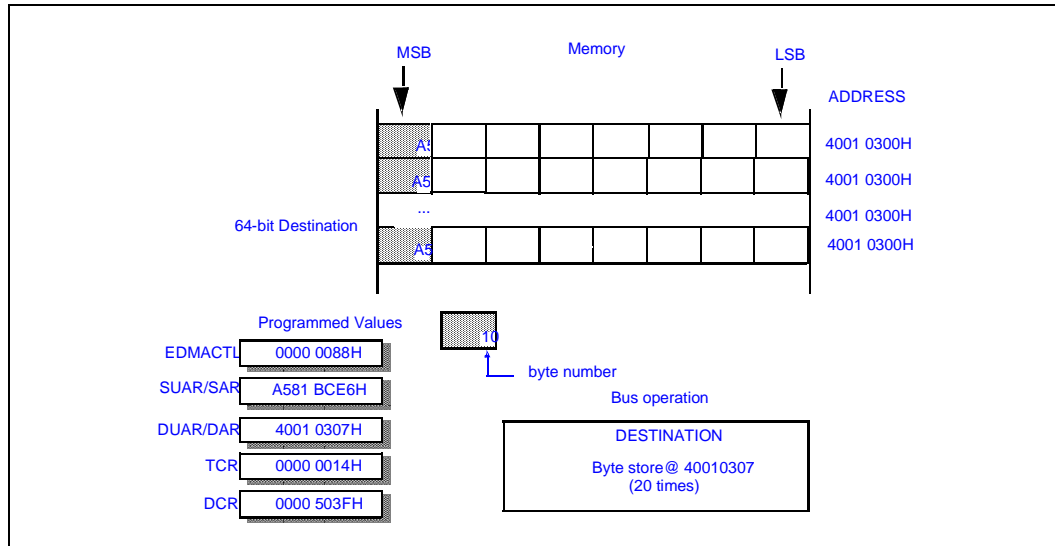 MSB Memory LSB
ADDRESS
4001 0300H
A5 4001 0300H
... 4001 0300H
64-bit Destination
A5 4001 0300H
Programmed Values
10
EDMACTL 0000 0088H
byte number
SUAR/SAR A581 BCE6H
Bus operation
DUAR/DAR 4001 0307H
DESTINATION
TCR 0000 0014H
Byte store@ 40010307
(20 times)
DCR 0000 503FH